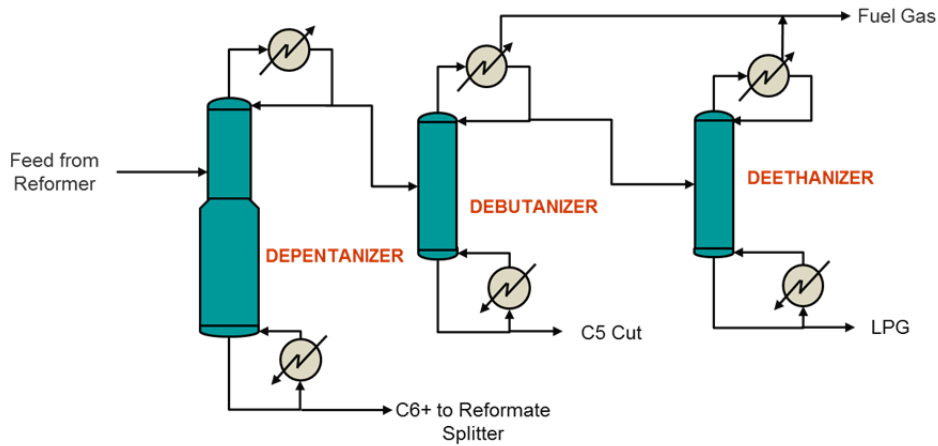 Fuel Gas
Feed from
Reformer
DEPENTANIZER
DEBUTANIZER
DEETHANIZER
C5 Cut
LPG
C6+ to Reformate
Splitter